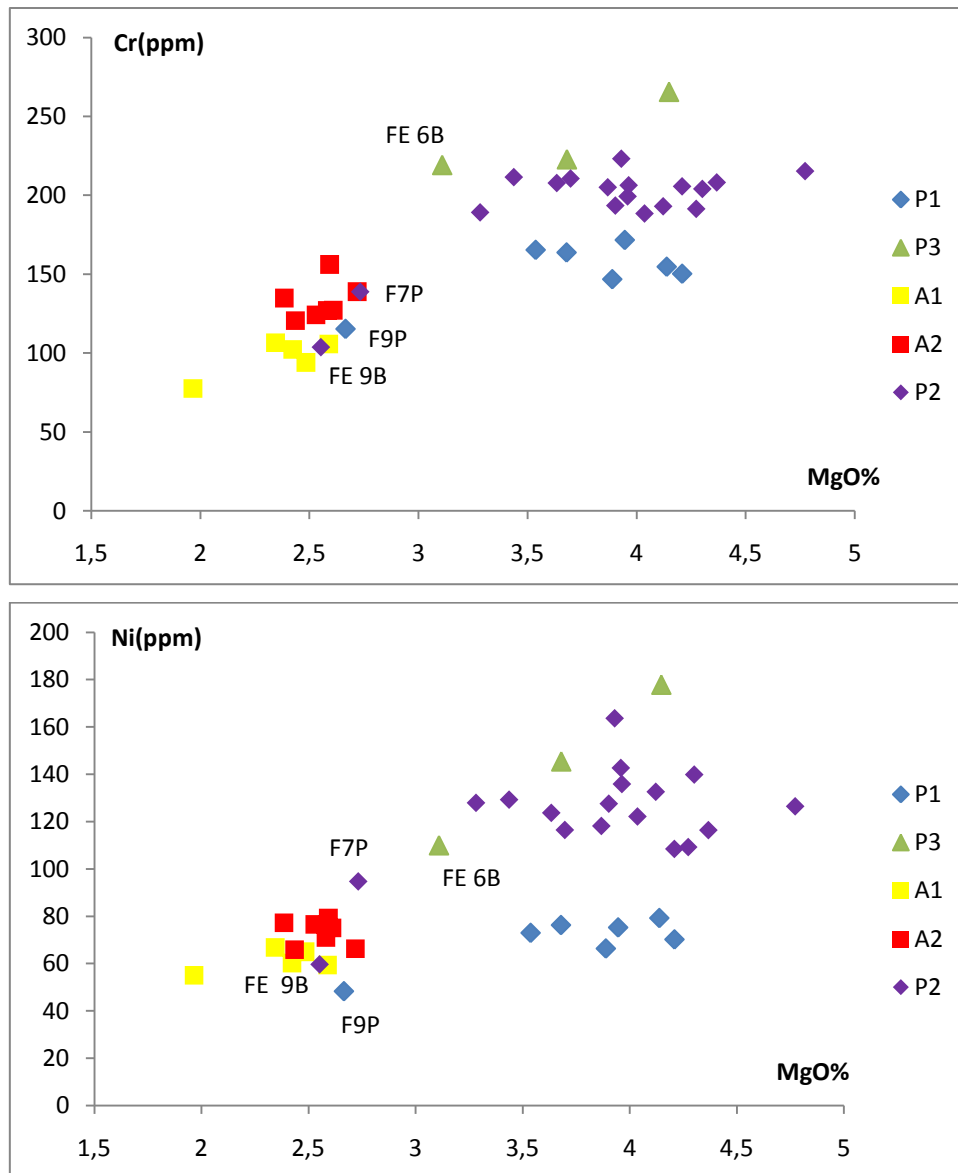 300
Cr(ppm)
250
FE 6B
200
P1
P3
150
F7P
A1
F9P
100
FE 9B
A2
50
P2
MgO%
0
1,5 2 2,5 3 3,5 4 4,5 5
200
Ni(ppm)
180
160
140
P1
120
F7P
P3
100
FE 6B
A1
80
A2
60
FE 9B
P2
40
F9P
20
MgO%
0
1,5 2 2,5 3 3,5 4 4,5 5